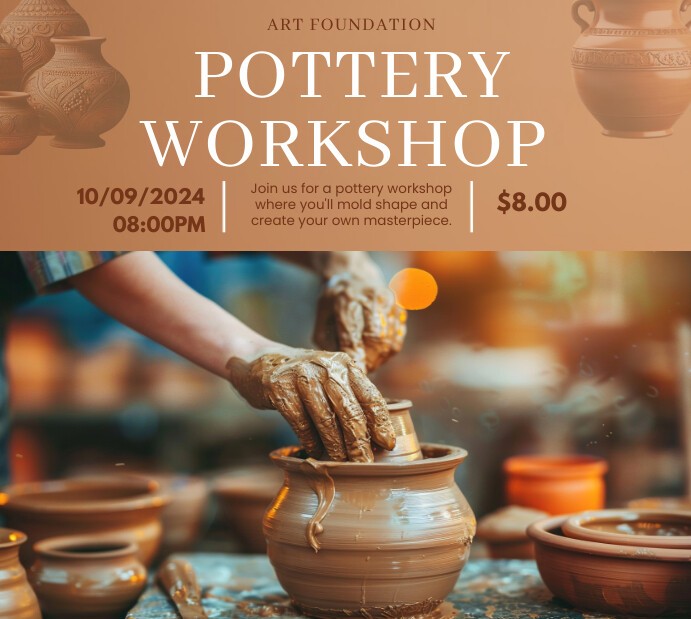 ART FOUNDATION
POTTERY
WORKSHOP
10/09/2024
08:00PM
Join us for a pottery workshop
where you'll mold shape and
create your own masterpiece.
$8.00